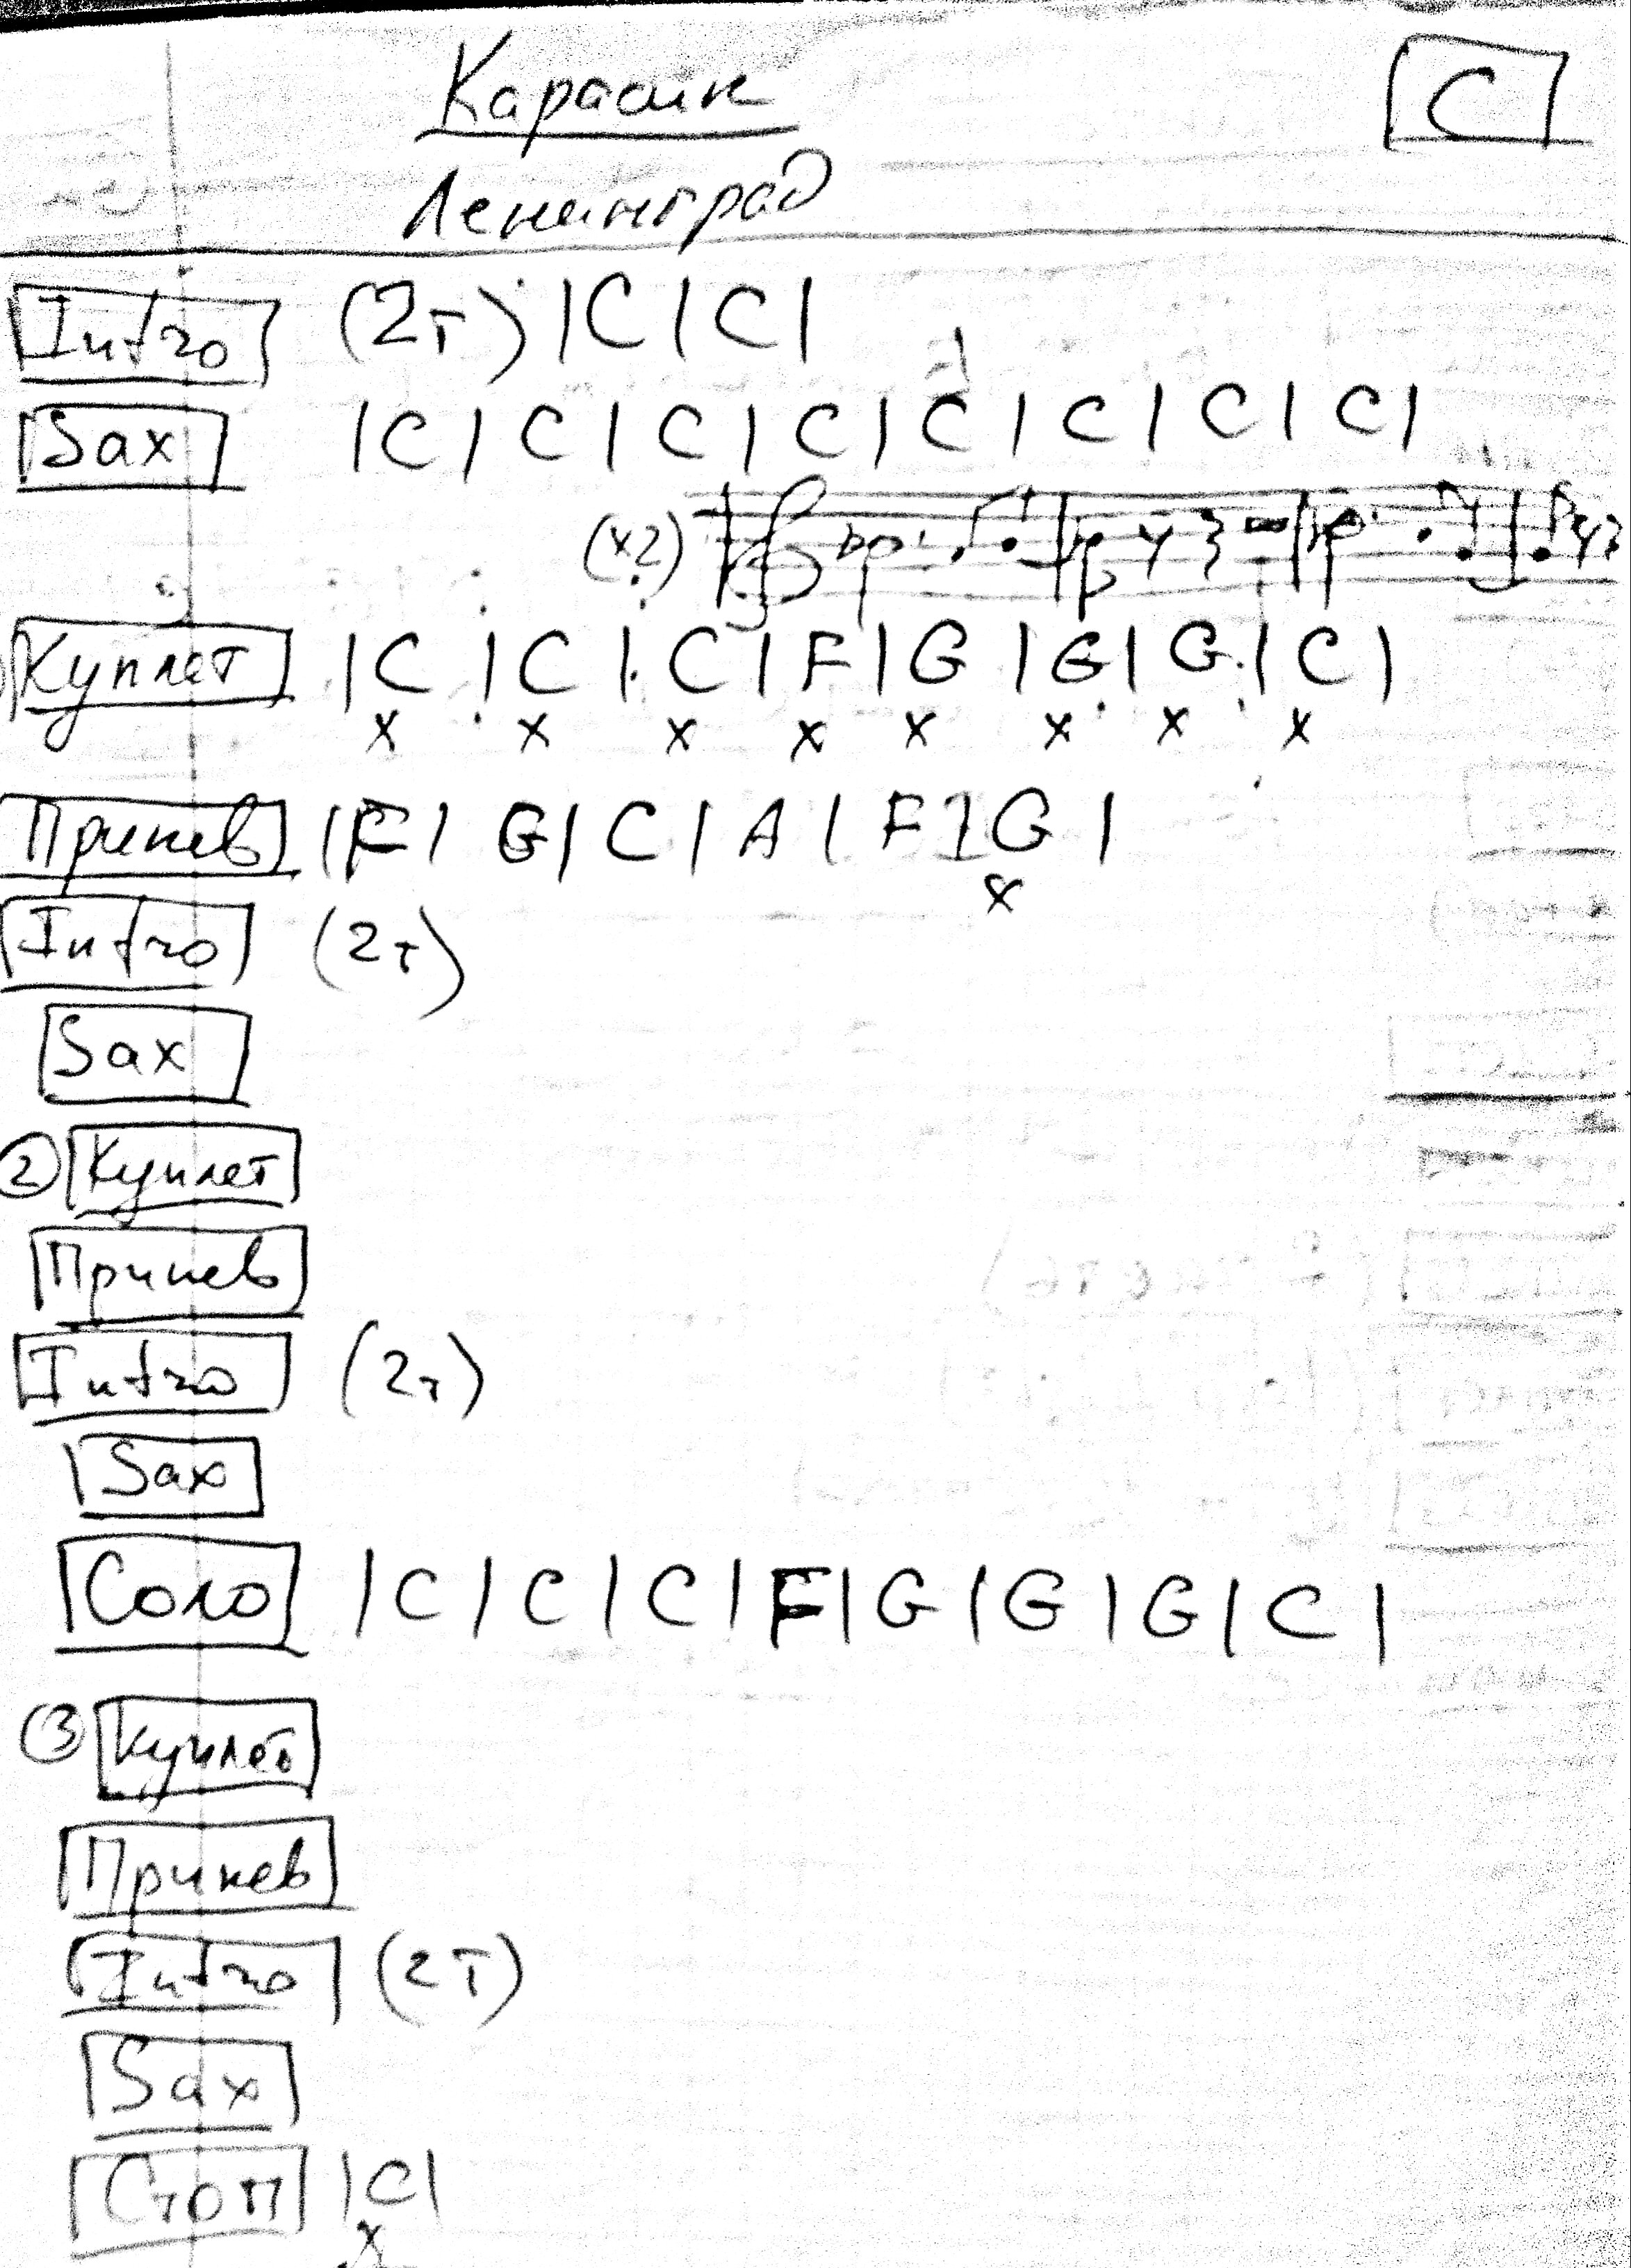 Карасик
C
Ленинград
Intro (2т) |C|C|
Sax |C|C|C|C|C|C|C|C|
(x2)
Куплет |C|C|C|F|G|G|G|C|
x x x x x x x x
Припев |F|G|C|A|F|G|
x
Intro (2т)
Sax
② Куплет
Припев
Intro (2т)
Sax
Соло |C|C|C|F|G|G|G|C|
③ Куплет
Припев
Intro (2т)
Sax
Стоп |C|
x